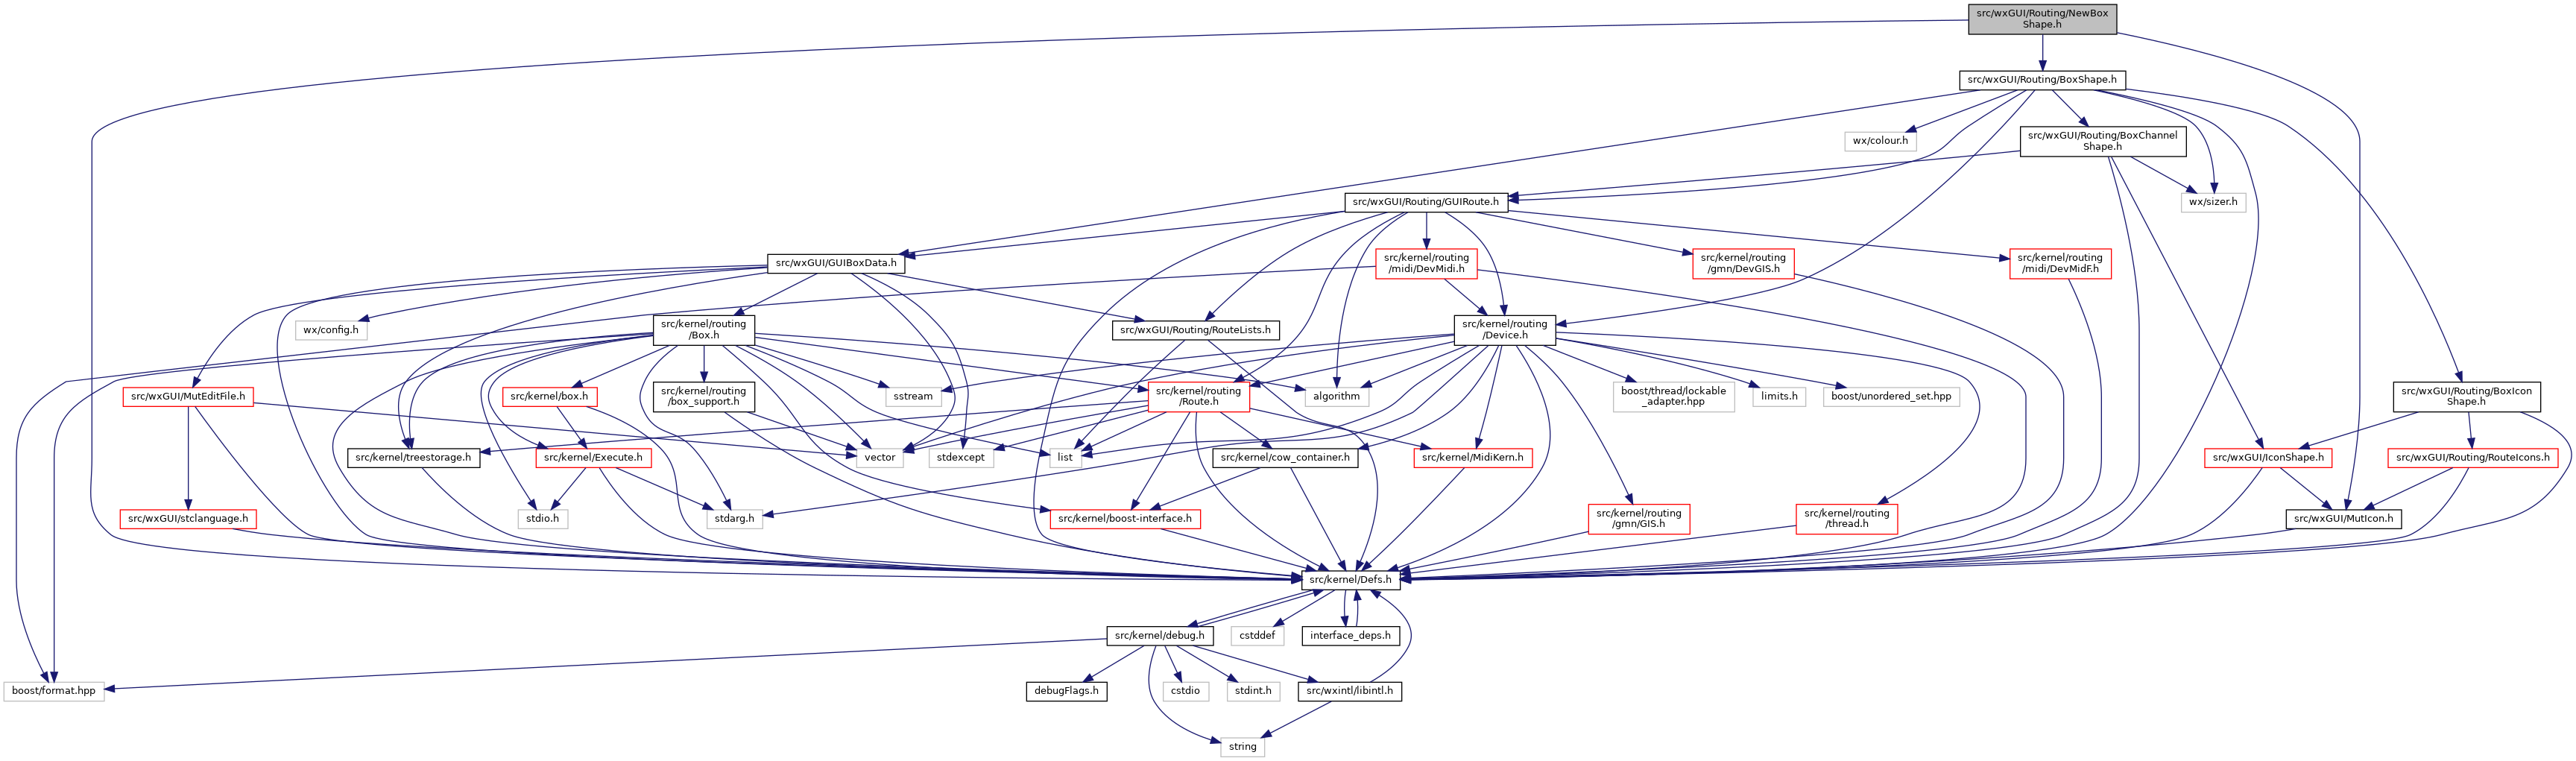 src/wxGUI/Routing/NewBox
Shape.h
src/wxGUI/Routing/BoxShape.h
wx/colour.h
src/wxGUI/Routing/BoxChannel
Shape.h
src/wxGUI/Routing/GUIRoute.h
wx/sizer.h
src/wxGUI/GUIBoxData.h
src/kernel/routing
/midi/DevMidi.h
src/kernel/routing
/gmn/DevGIS.h
src/kernel/routing
/midi/DevMidF.h
wx/config.h
src/kernel/routing
/Box.h
src/wxGUI/Routing/RouteLists.h
src/kernel/routing
/Device.h
src/wxGUI/MutEditFile.h
src/kernel/box.h
src/kernel/routing
/box_support.h
sstream
src/kernel/routing
/Route.h
algorithm
boost/thread/lockable
_adapter.hpp
limits.h
boost/unordered_set.hpp
src/wxGUI/Routing/BoxIcon
Shape.h
src/kernel/treestorage.h
src/kernel/Execute.h
vector
stdexcept
list
src/kernel/cow_container.h
src/kernel/MidiKern.h
src/wxGUI/IconShape.h
src/wxGUI/Routing/RouteIcons.h
src/wxGUI/stclanguage.h
stdio.h
stdarg.h
src/kernel/boost-interface.h
src/kernel/routing
/gmn/GIS.h
src/kernel/routing
/thread.h
src/wxGUI/MutIcon.h
src/kernel/Defs.h
src/kernel/debug.h
cstddef
interface_deps.h
boost/format.hpp
debugFlags.h
cstdio
stdint.h
src/wxintl/libintl.h
string